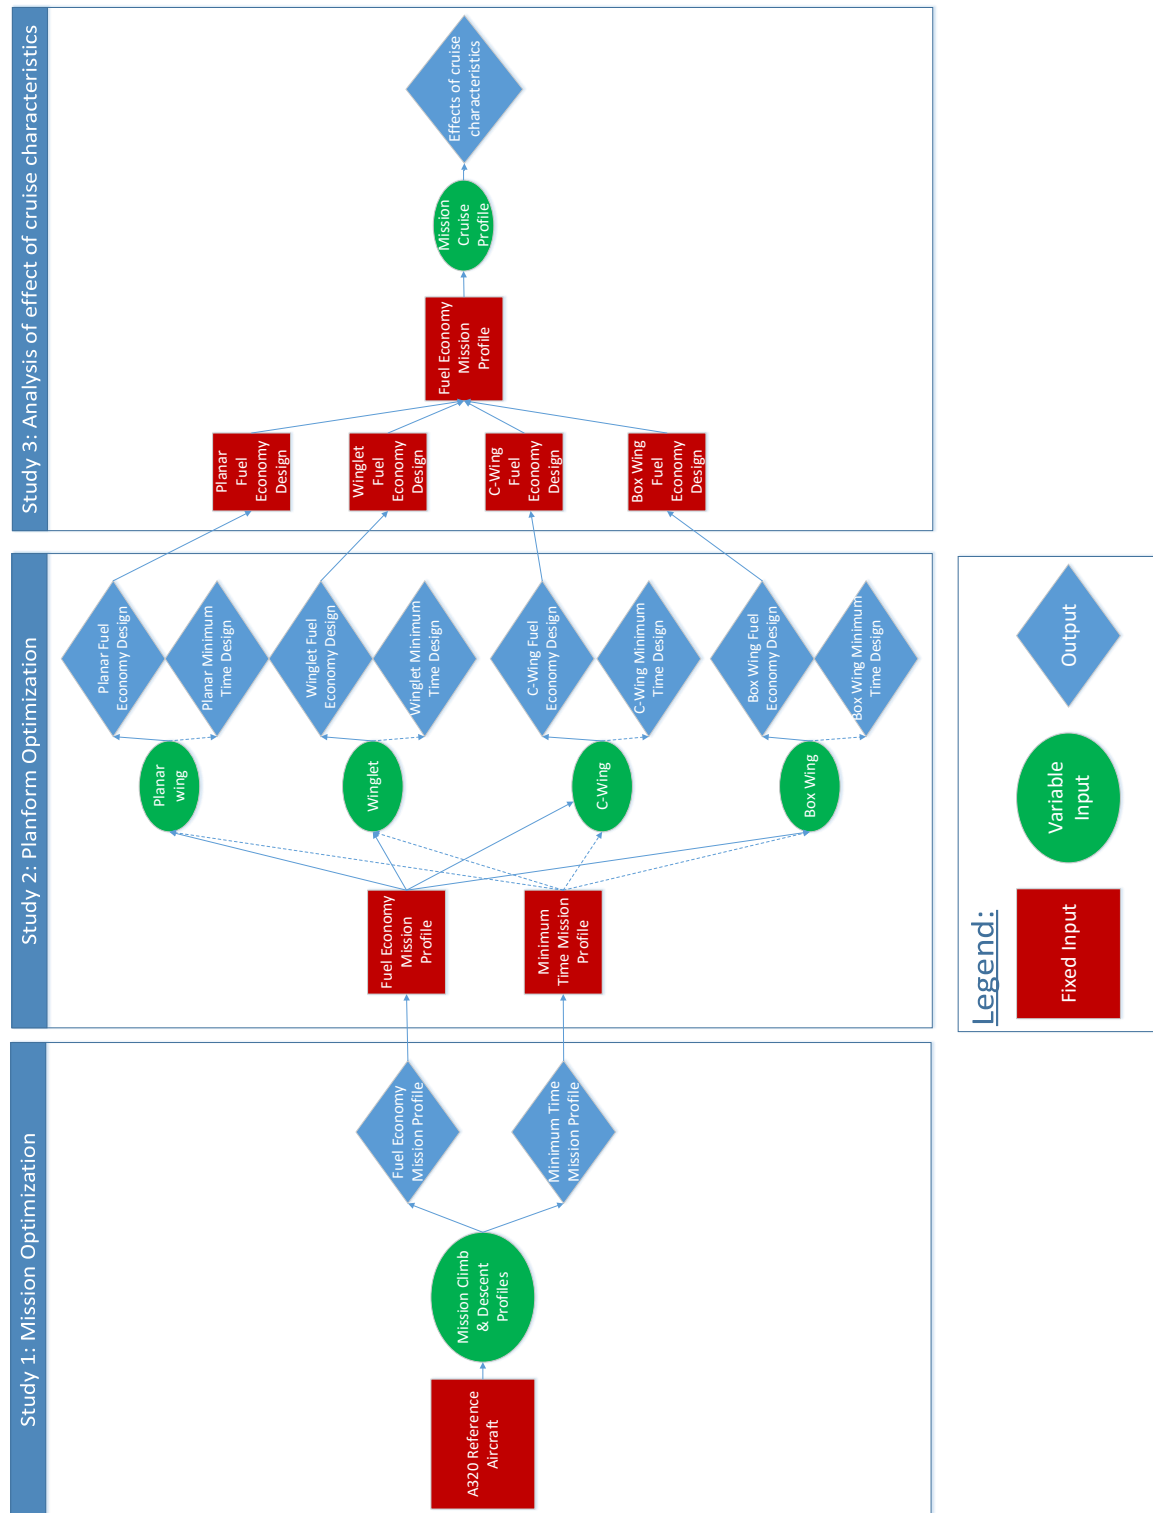 Study 1: Mission Optimization
A320 Reference
Aircraft
Mission Climb
& Descent
Profiles
Fuel Economy
Mission Profile
Minimum Time
Mission Profile
Study 2: Planform Optimization
Fuel Economy
Mission
Profile
Minimum
Time Mission
Profile
Planar
wing
Winglet
C-Wing
Box Wing
Planar Fuel
Economy Design
Planar Minimum
Time Design
Winglet Fuel
Economy Design
Winglet Minimum
Time Design
C-Wing Fuel
Economy Design
C-Wing Minimum
Time Design
Box Wing Fuel
Economy Design
Box Wing Minimum
Time Design
Study 3: Analysis of effect of cruise characteristics
Planar
Fuel
Economy
Design
Winglet
Fuel
Economy
Design
C-Wing
Fuel
Economy
Design
Box Wing
Fuel
Economy
Design
Fuel Economy
Mission
Profile
Mission
Cruise
Profile
Effects of cruise
characteristics
Legend:
Fixed Input
Variable
Input
Output